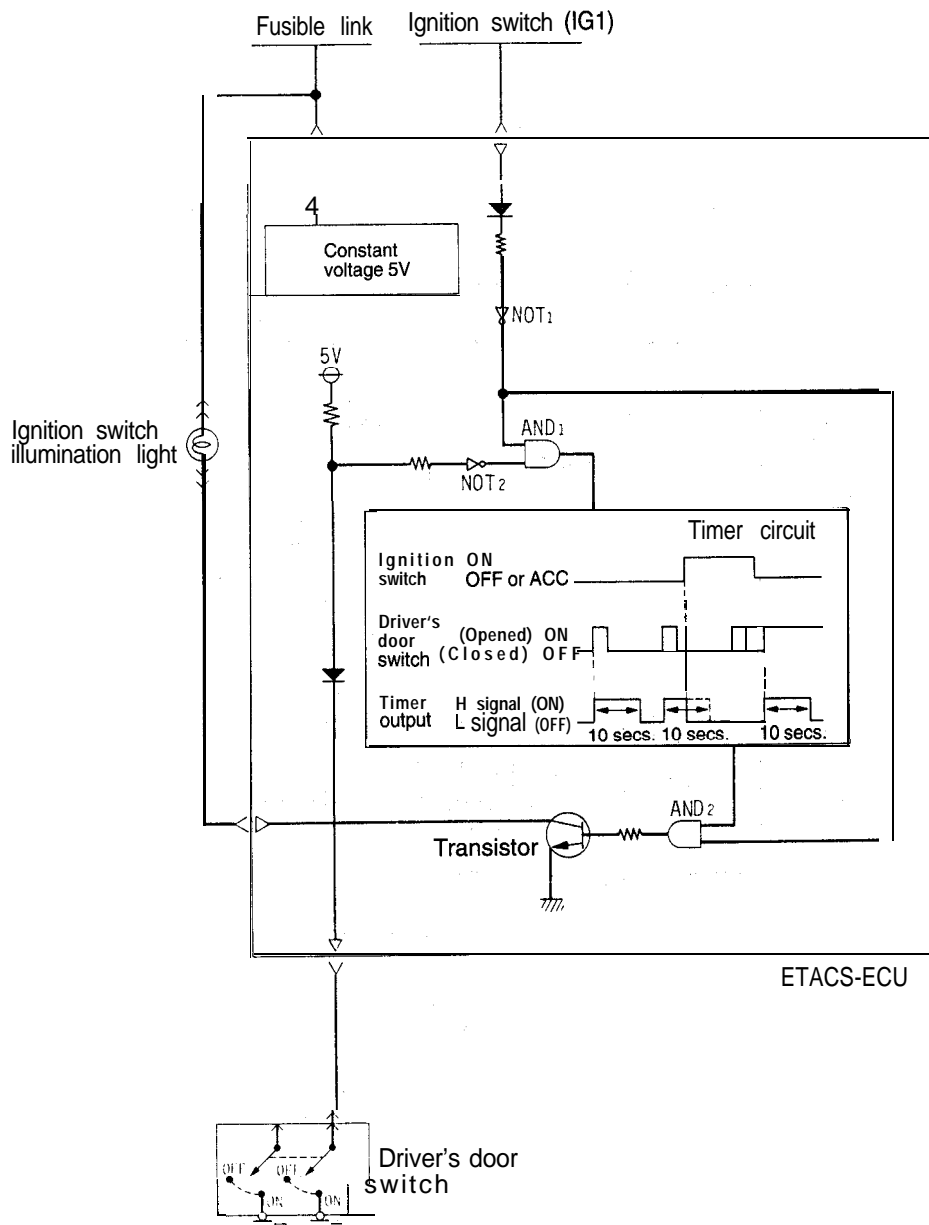 Fusible link
Ignition switch (IG1)
4
Constant
voltage 5V
NOT1
5V
AND1
Ignition switch
illumination light
NOT2
Timer circuit
Ignition ON
switch OFF or ACC
Driver's
door
switch
(Opened) ON
(Closed) OFF
Timer
output
H signal (ON)
L signal (OFF)
10 secs. 10 secs. 10 secs.
AND2
Transistor
ETACS-ECU
Driver's door
switch
OFF OFF
ON ON